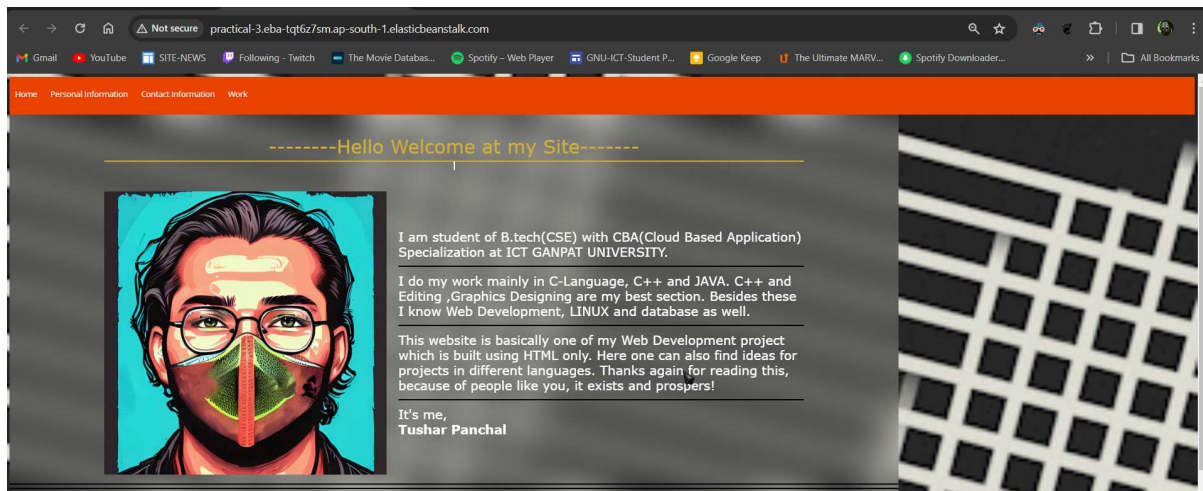 Not secure practical-3.eba-tqt6z7sm.ap-south-1.elasticbeanstalk.com
Gmail YouTube SITE-NEWS Following - Twitch The Movie Databas... Spotify – Web Player GNU-ICT-Student P... Google Keep The Ultimate MARV... Spotify Downloader... » All Bookmarks
Home Personal Information Contact Information Work
--------Hello Welcome at my Site-------
I am student of B.tech(CSE) with CBA(Cloud Based Application)
Specialization at ICT GANPAT UNIVERSITY.
I do my work mainly in C-Language, C++ and JAVA. C++ and
Editing ,Graphics Designing are my best section. Besides these
I know Web Development, LINUX and database as well.
This website is basically one of my Web Development project
which is built using HTML only. Here one can also find ideas for
projects in different languages. Thanks again for reading this,
because of people like you, it exists and prospers!
It's me,
Tushar Panchal